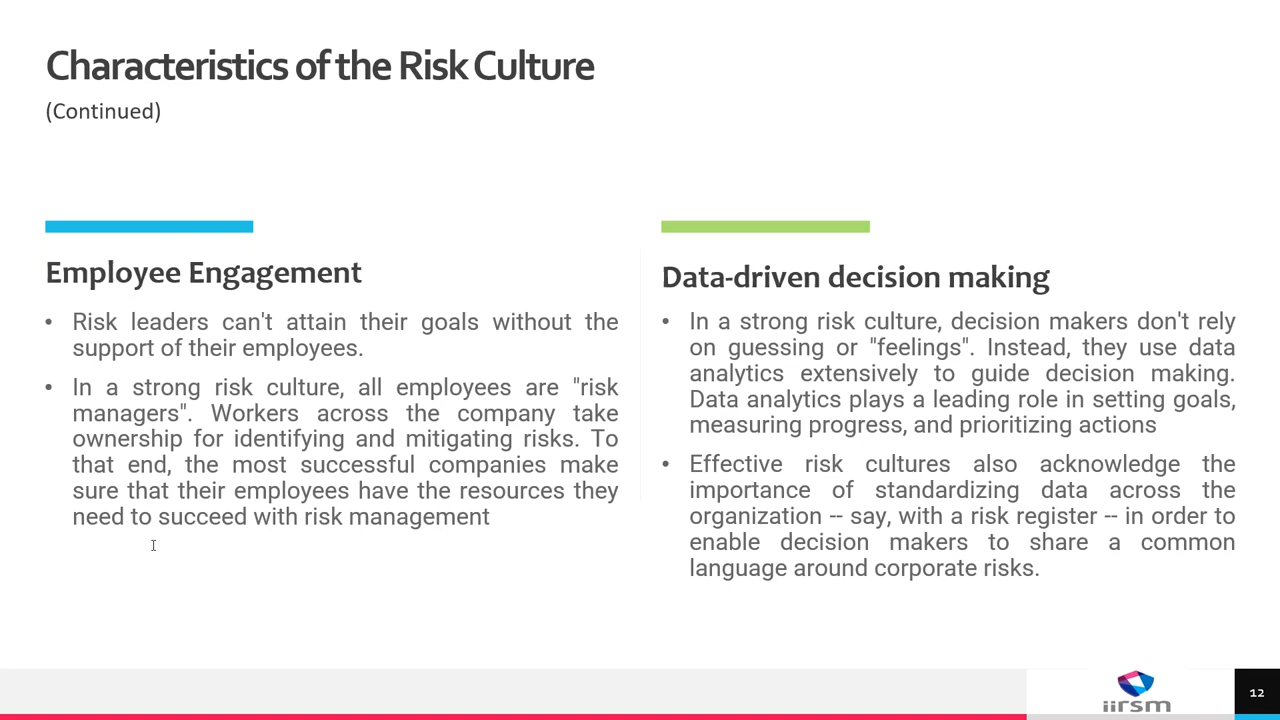 Characteristics of the Risk Culture
(Continued)
Employee Engagement
• Risk leaders can't attain their goals without the
support of their employees.
• In a strong risk culture, all employees are "risk
managers". Workers across the company take
ownership for identifying and mitigating risks. To
that end, the most successful companies make
sure that their employees have the resources they
need to succeed with risk management
Data-driven decision making
• In a strong risk culture, decision makers don't rely
on guessing or "feelings". Instead, they use data
analytics extensively to guide decision making.
Data analytics plays a leading role in setting goals,
measuring progress, and prioritizing actions
• Effective risk cultures also acknowledge the
importance of standardizing data across the
organization -- say, with a risk register -- in order to
enable decision makers to share a common
language around corporate risks.
iirsm
12